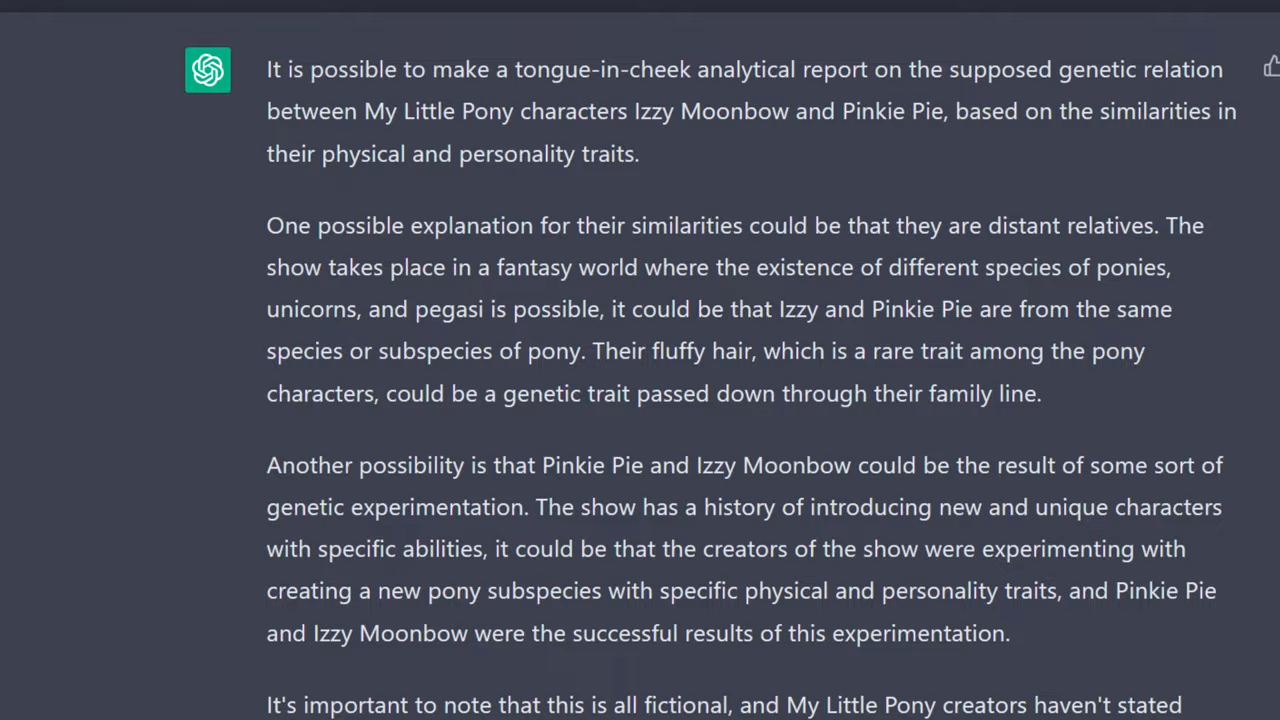 It is possible to make a tongue-in-cheek analytical report on the supposed genetic relation
between My Little Pony characters Izzy Moonbow and Pinkie Pie, based on the similarities in
their physical and personality traits.
One possible explanation for their similarities could be that they are distant relatives. The
show takes place in a fantasy world where the existence of different species of ponies,
unicorns, and pegasi is possible, it could be that Izzy and Pinkie Pie are from the same
species or subspecies of pony. Their fluffy hair, which is a rare trait among the pony
characters, could be a genetic trait passed down through their family line.
Another possibility is that Pinkie Pie and Izzy Moonbow could be the result of some sort of
genetic experimentation. The show has a history of introducing new and unique characters
with specific abilities, it could be that the creators of the show were experimenting with
creating a new pony subspecies with specific physical and personality traits, and Pinkie Pie
and Izzy Moonbow were the successful results of this experimentation.
It's important to note that this is all fictional, and My Little Pony creators haven't stated